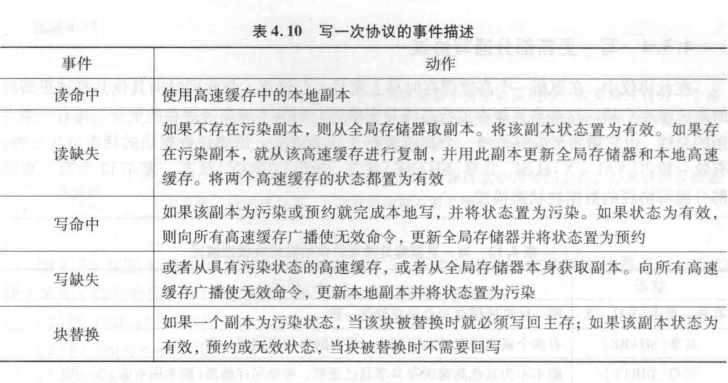 表 4.10 写一次协议的事件描述
事件 动作
读命中 使用高速缓存中的本地副本
读缺失
如果不存在污染副本，则从全局存储器取副本。将该副本状态置为有效。如果存
在污染副本，就从该高速缓存进行复制，并用此副本更新全局存储器和本地高速
缓存。将两个高速缓存的状态都置为有效
写命中
如果该副本为污染或预约就完成本地写，并将状态置为污染。如果状态为有效，
则向所有高速缓存广播使无效命令，更新全局存储器并将状态置为预约
写缺失
或者从具有污染状态的高速缓存，或者从全局存储器本身获取副本。向所有高速
缓存广播使无效命令，更新本地副本并将状态置为污染
块替换
如果一个副本为污染状态，当该块被替换时就必须写回主存；如果该副本状态为
有效，预约或无效状态，当块被替换时不需要回写